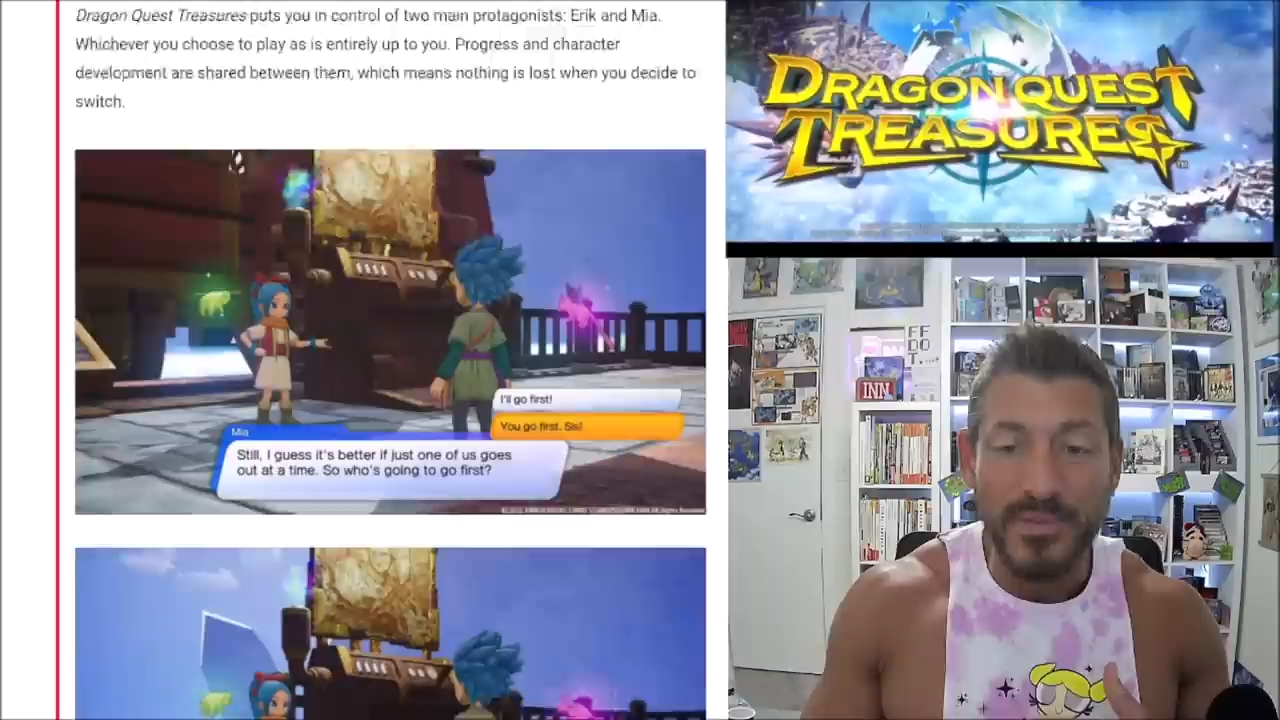 Dragon Quest Treasures puts you in control of two main protagonists: Erik and Mia.
Whichever you choose to play as is entirely up to you. Progress and character
development are shared between them, which means nothing is lost when you decide to
switch.
DRAGON QUEST
TREASURES
TM
I'll go first!
You go first, Sis!
Mia
Still, I guess it's better if just one of us goes
out at a time. So who's going to go first?
FF
DO
T.
INN